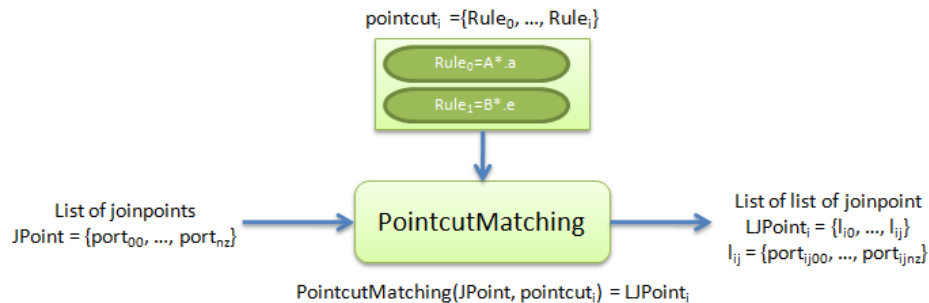 pointcutᵢ ={Rule₀, ..., Ruleᵢ}
Rule₀=A*.a
Rule₁=B*.e
List of joinpoints
JPoint = {port₀₀, ..., portₙz}
PointcutMatching
List of list of joinpoint
LJPointᵢ = {lᵢ₀, ..., lᵢⱼ}
lᵢⱼ = {portᵢⱼ₀₀, ..., portᵢⱼₙz}
PointcutMatching(JPoint, pointcutᵢ) = LJPointᵢ